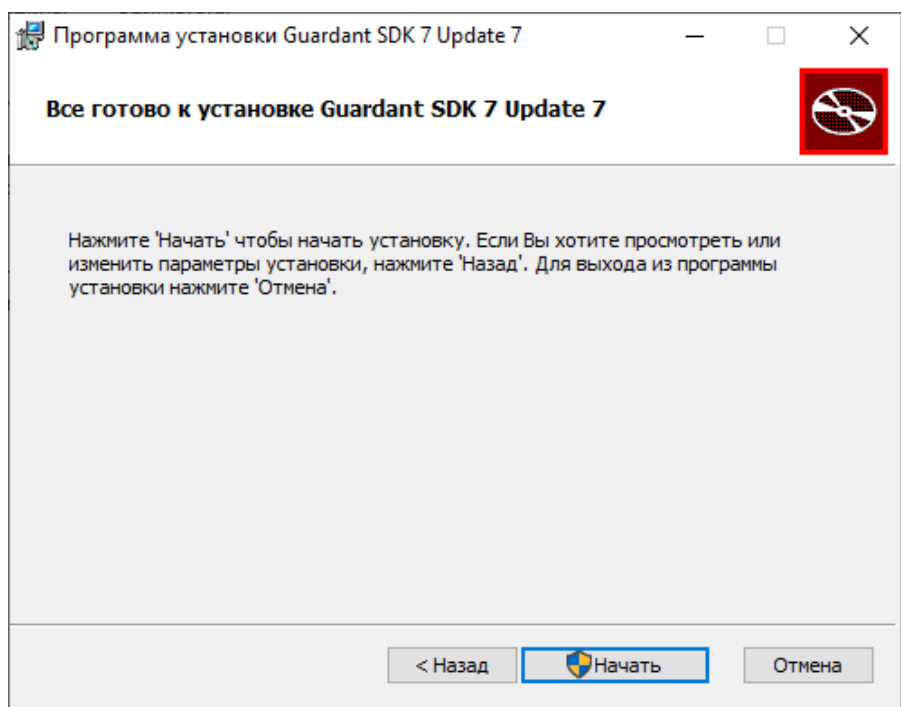 Программа установки Guardant SDK 7 Update 7
Все готово к установке Guardant SDK 7 Update 7
Нажмите 'Начать' чтобы начать установку. Если Вы хотите просмотреть или
изменить параметры установки, нажмите 'Назад'. Для выхода из программы
установки нажмите 'Отмена'.
< Назад
Начать
Отмена